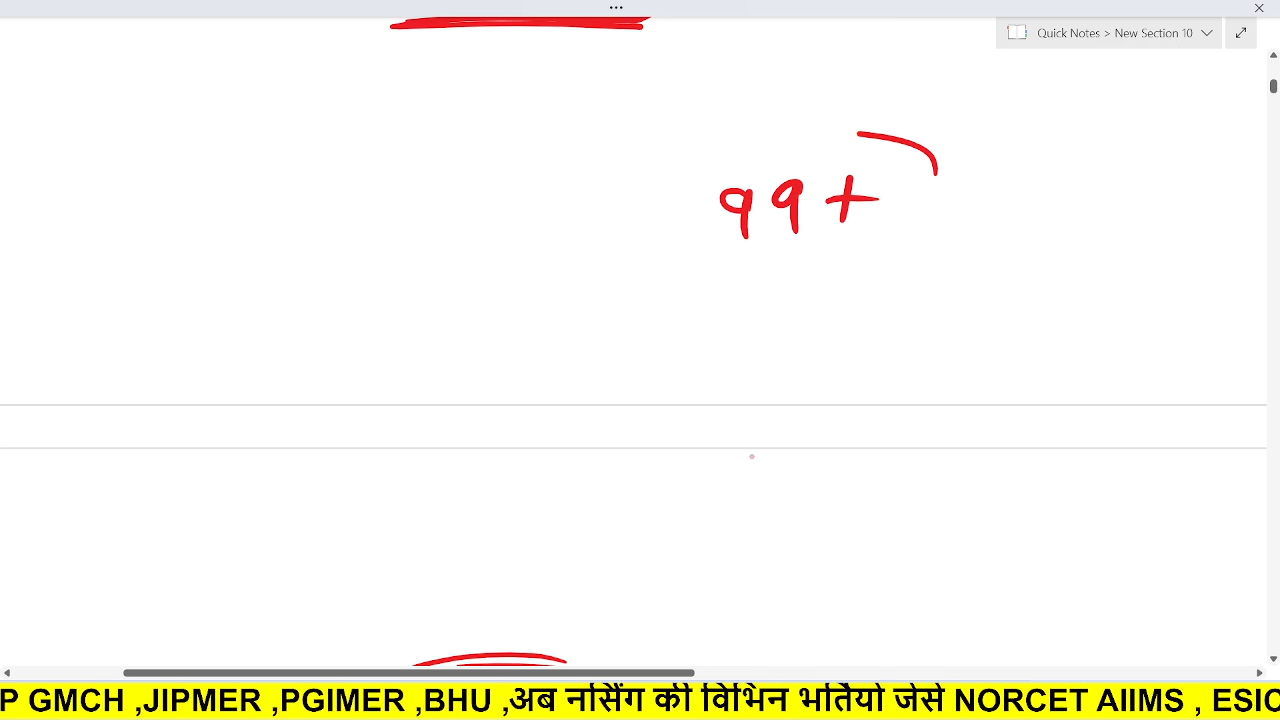 Quick Notes > New Section 10
99+
P GMCH ,JIPMER ,PGIMER ,BHU ,अब नर्सिंग की विभिन भर्तियो जेसे NORCET AIIMS , ESIC